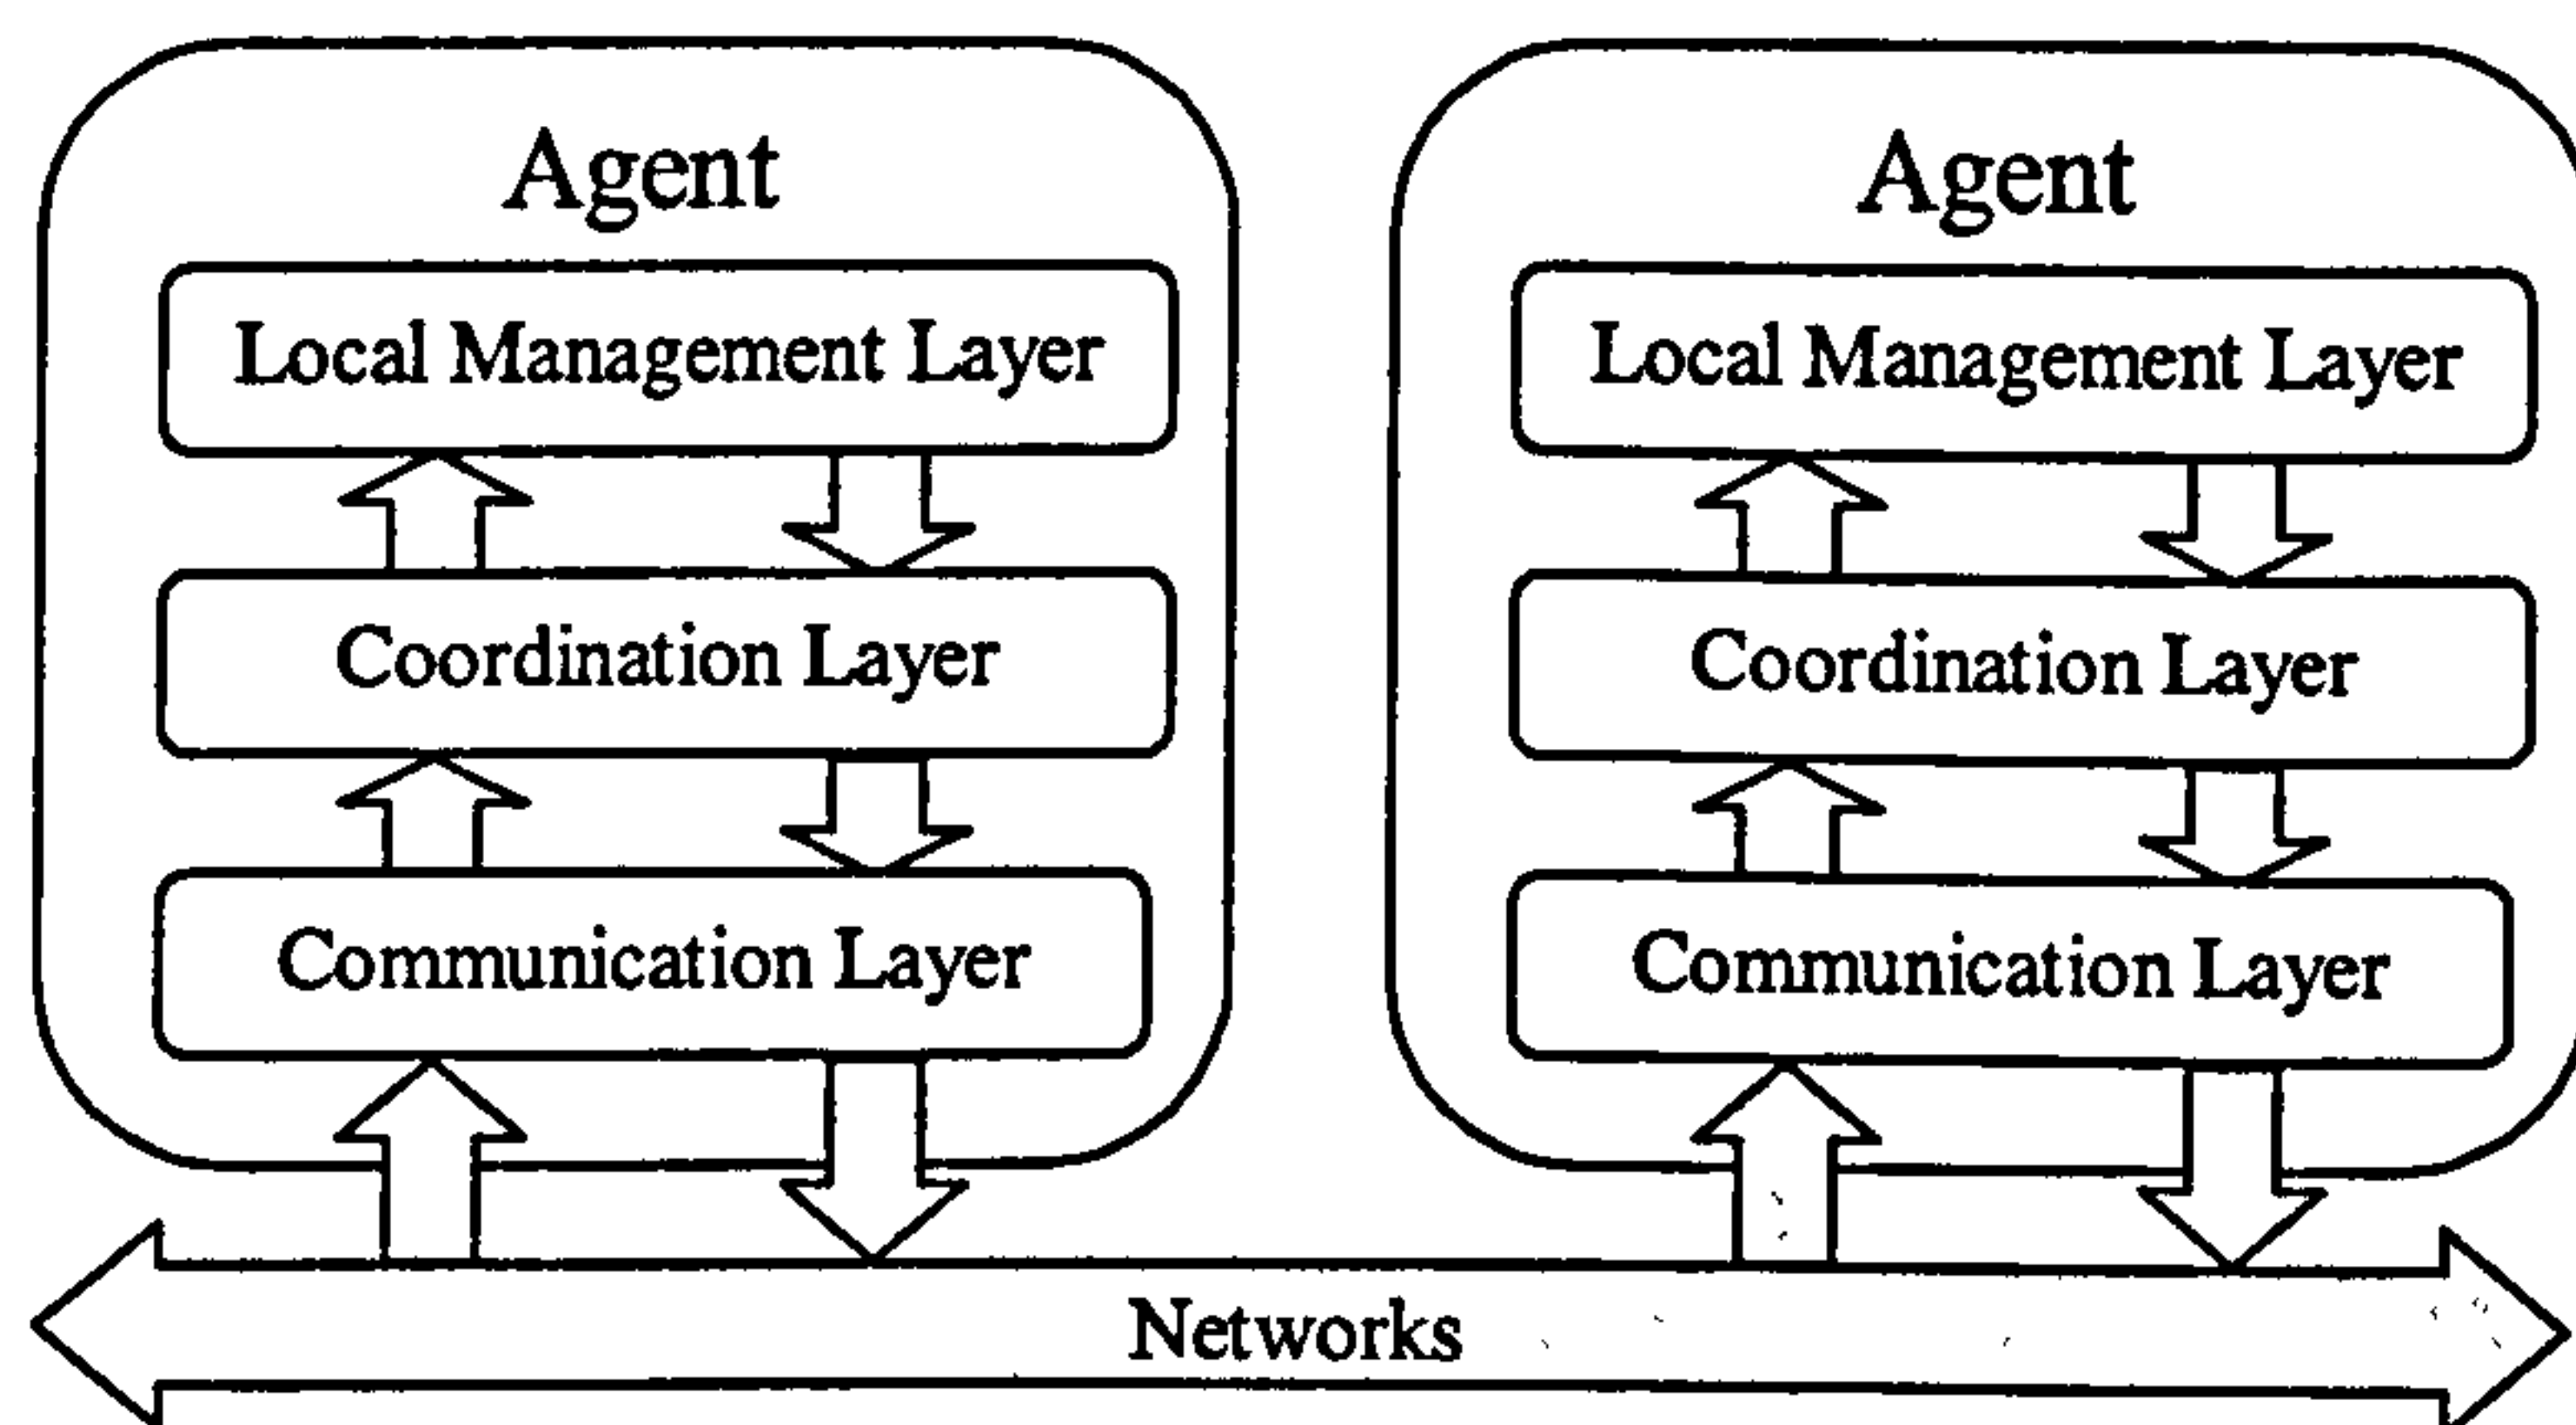 Agent
Local Management Layer
Coordination Layer
Communication Layer
Agent
Local Management Layer
Coordination Layer
Communication Layer
Networks